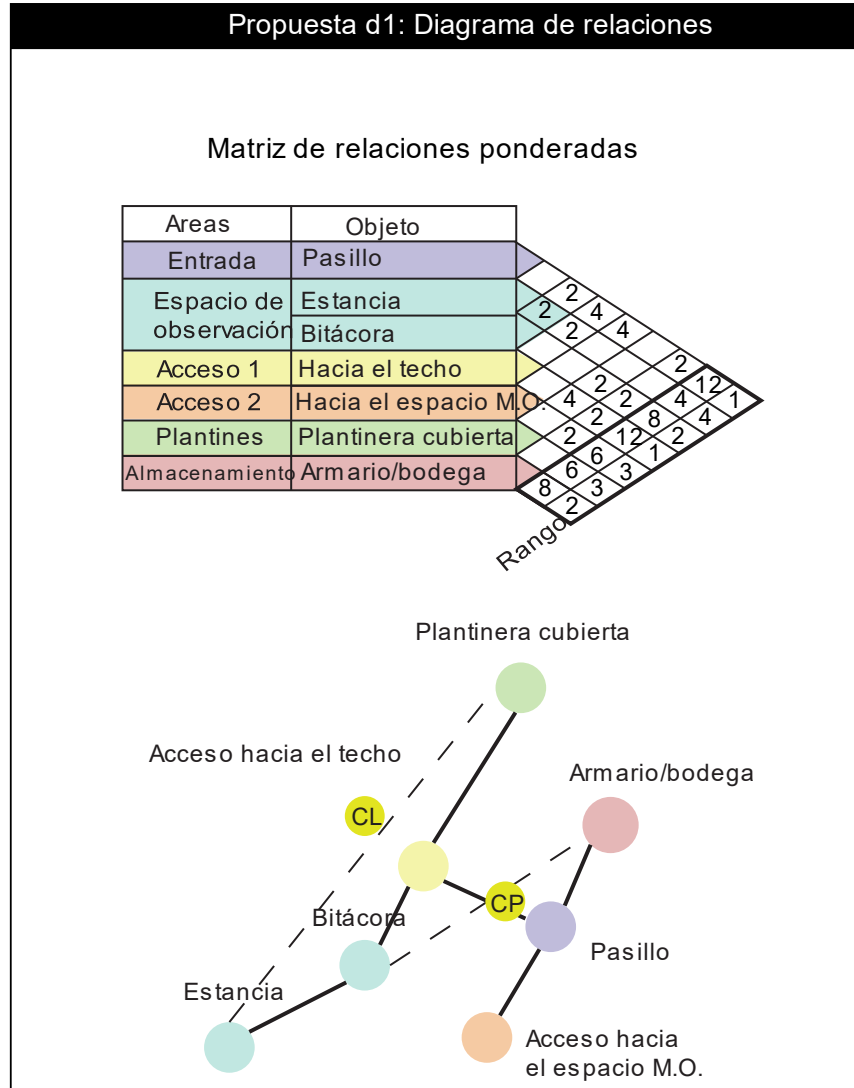 Propuesta d1: Diagrama de relaciones
Matriz de relaciones ponderadas
Areas Objeto
Entrada Pasillo
Espacio de observación Estancia
Bitácora
Acceso 1 Hacia el techo
Acceso 2 Hacia el espacio M.O.
Plantines Plantinera cubierta
Almacenamiento Armario/bodega
2
2 4
2 4
2
2 4 12
4 2 8 4 1
2 12 2
2 6 1
6 3
8 3
2
Rango
Plantinera cubierta
Acceso hacia el techo
Armario/bodega
CL
CP
Bitácora
Pasillo
Estancia
Acceso hacia
el espacio M.O.